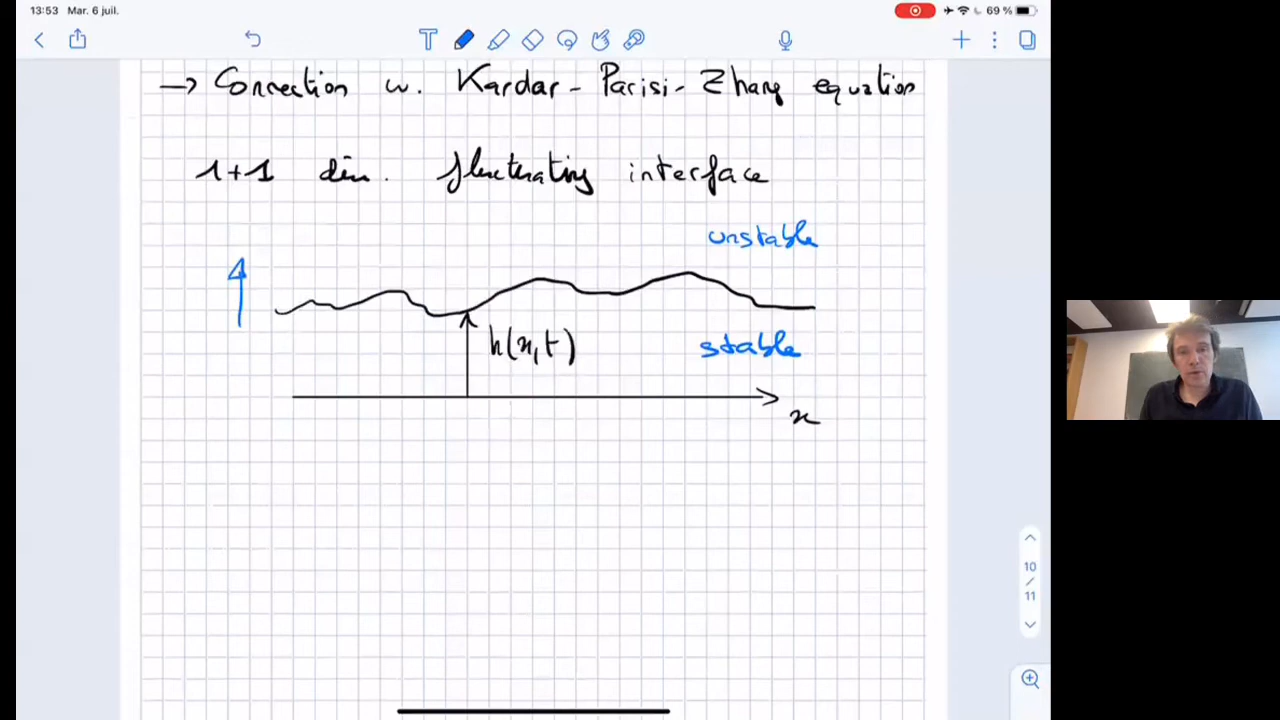 13:53 Mar. 6 juil.
69 %
→ Connection w. Kardar - Parisi - Zhang equation
1+1 dim. fluctuating interface
unstable
h(x,t)
stable
x
10
/
11